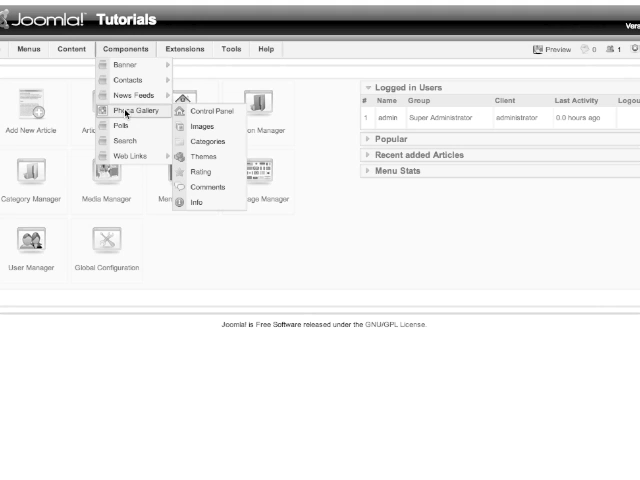 Joomla! Tutorials
Menus Content Components Extensions Tools Help
Preview 0 1
Banner
Contacts
News Feeds
Phoca Gallery
Polls
Search
Web Links
Control Panel
Images
Categories
Themes
Rating
Comments
Info
Add New Article
Category Manager Media Manager
User Manager Global Configuration
Logged in Users
# Name Group Client Last Activity
1 admin Super Administrator administrator 0.0 hours ago
Popular
Recent added Articles
Menu Stats
Joomla! is Free Software released under the GNU/GPL License.